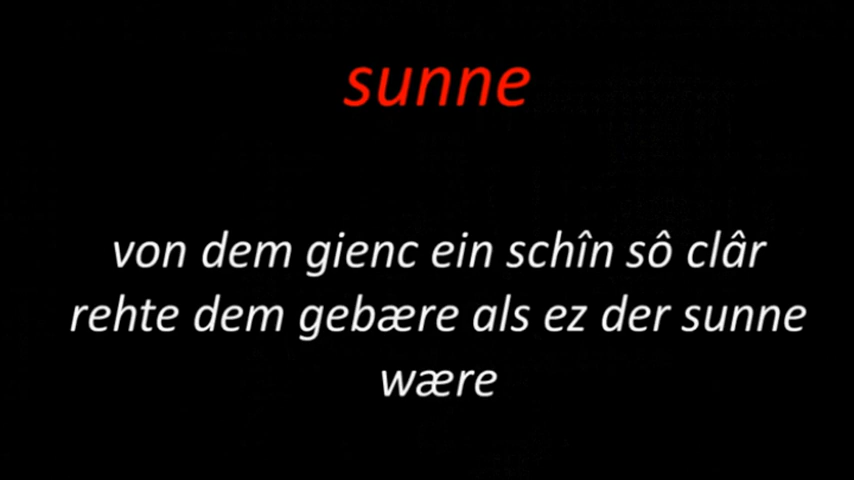 sunne
von dem gienc ein schîn sô clâr
rehte dem gebære als ez der sunne
wære